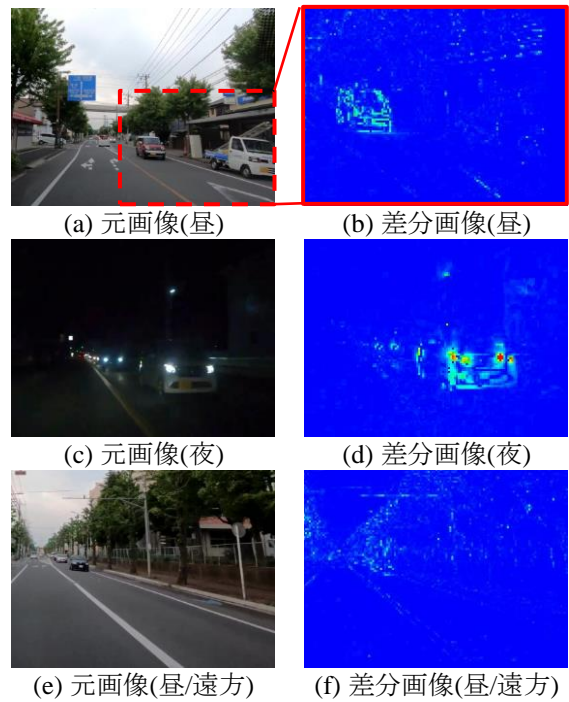 (a) 元画像(昼)
(b) 差分画像(昼)
(c) 元画像(夜)
(d) 差分画像(夜)
(e) 元画像(昼/遠方)
(f) 差分画像(昼/遠方)